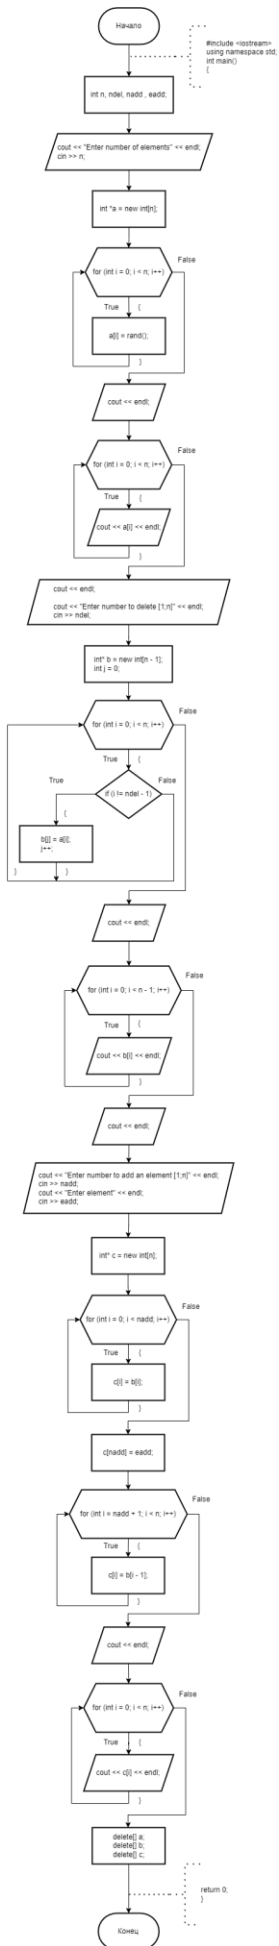 Начало
#include <iostream>
using namespace std;
int main()
{
int n, ndel, nadd , eadd;
cout << "Enter number of elements" << endl;
cin >> n;
int *a = new int[n];
False
for (int i = 0; i < n; i++)
True {
a[i] = rand();
}
cout << endl;
False
for (int i = 0; i < n; i++)
True {
cout << a[i] << endl;
}
cout << endl;
cout << "Enter number to delete [1;n]" << endl;
cin >> ndel;
int* b = new int[n - 1];
int j = 0;
False
for (int i = 0; i < n; i++)
True {
True False
if (i != ndel - 1)
{
b[j] = a[i];
j++;
} }
cout << endl;
False
for (int i = 0; i < n - 1; i++)
True {
cout << b[i] << endl;
}
cout << endl;
cout << "Enter number to add an element [1;n]" << endl;
cin >> nadd;
cout << "Enter element" << endl;
cin >> eadd;
int* c = new int[n];
False
for (int i = 0; i < nadd; i++)
True {
c[i] = b[i];
}
c[nadd] = eadd;
False
for (int i = nadd + 1; i < n; i++)
True {
c[i] = b[i - 1];
}
cout << endl;
False
for (int i = 0; i < n; i++)
True {
cout << c[i] << endl;
}
delete[] a;
delete[] b;
delete[] c;
return 0;
}
Конец